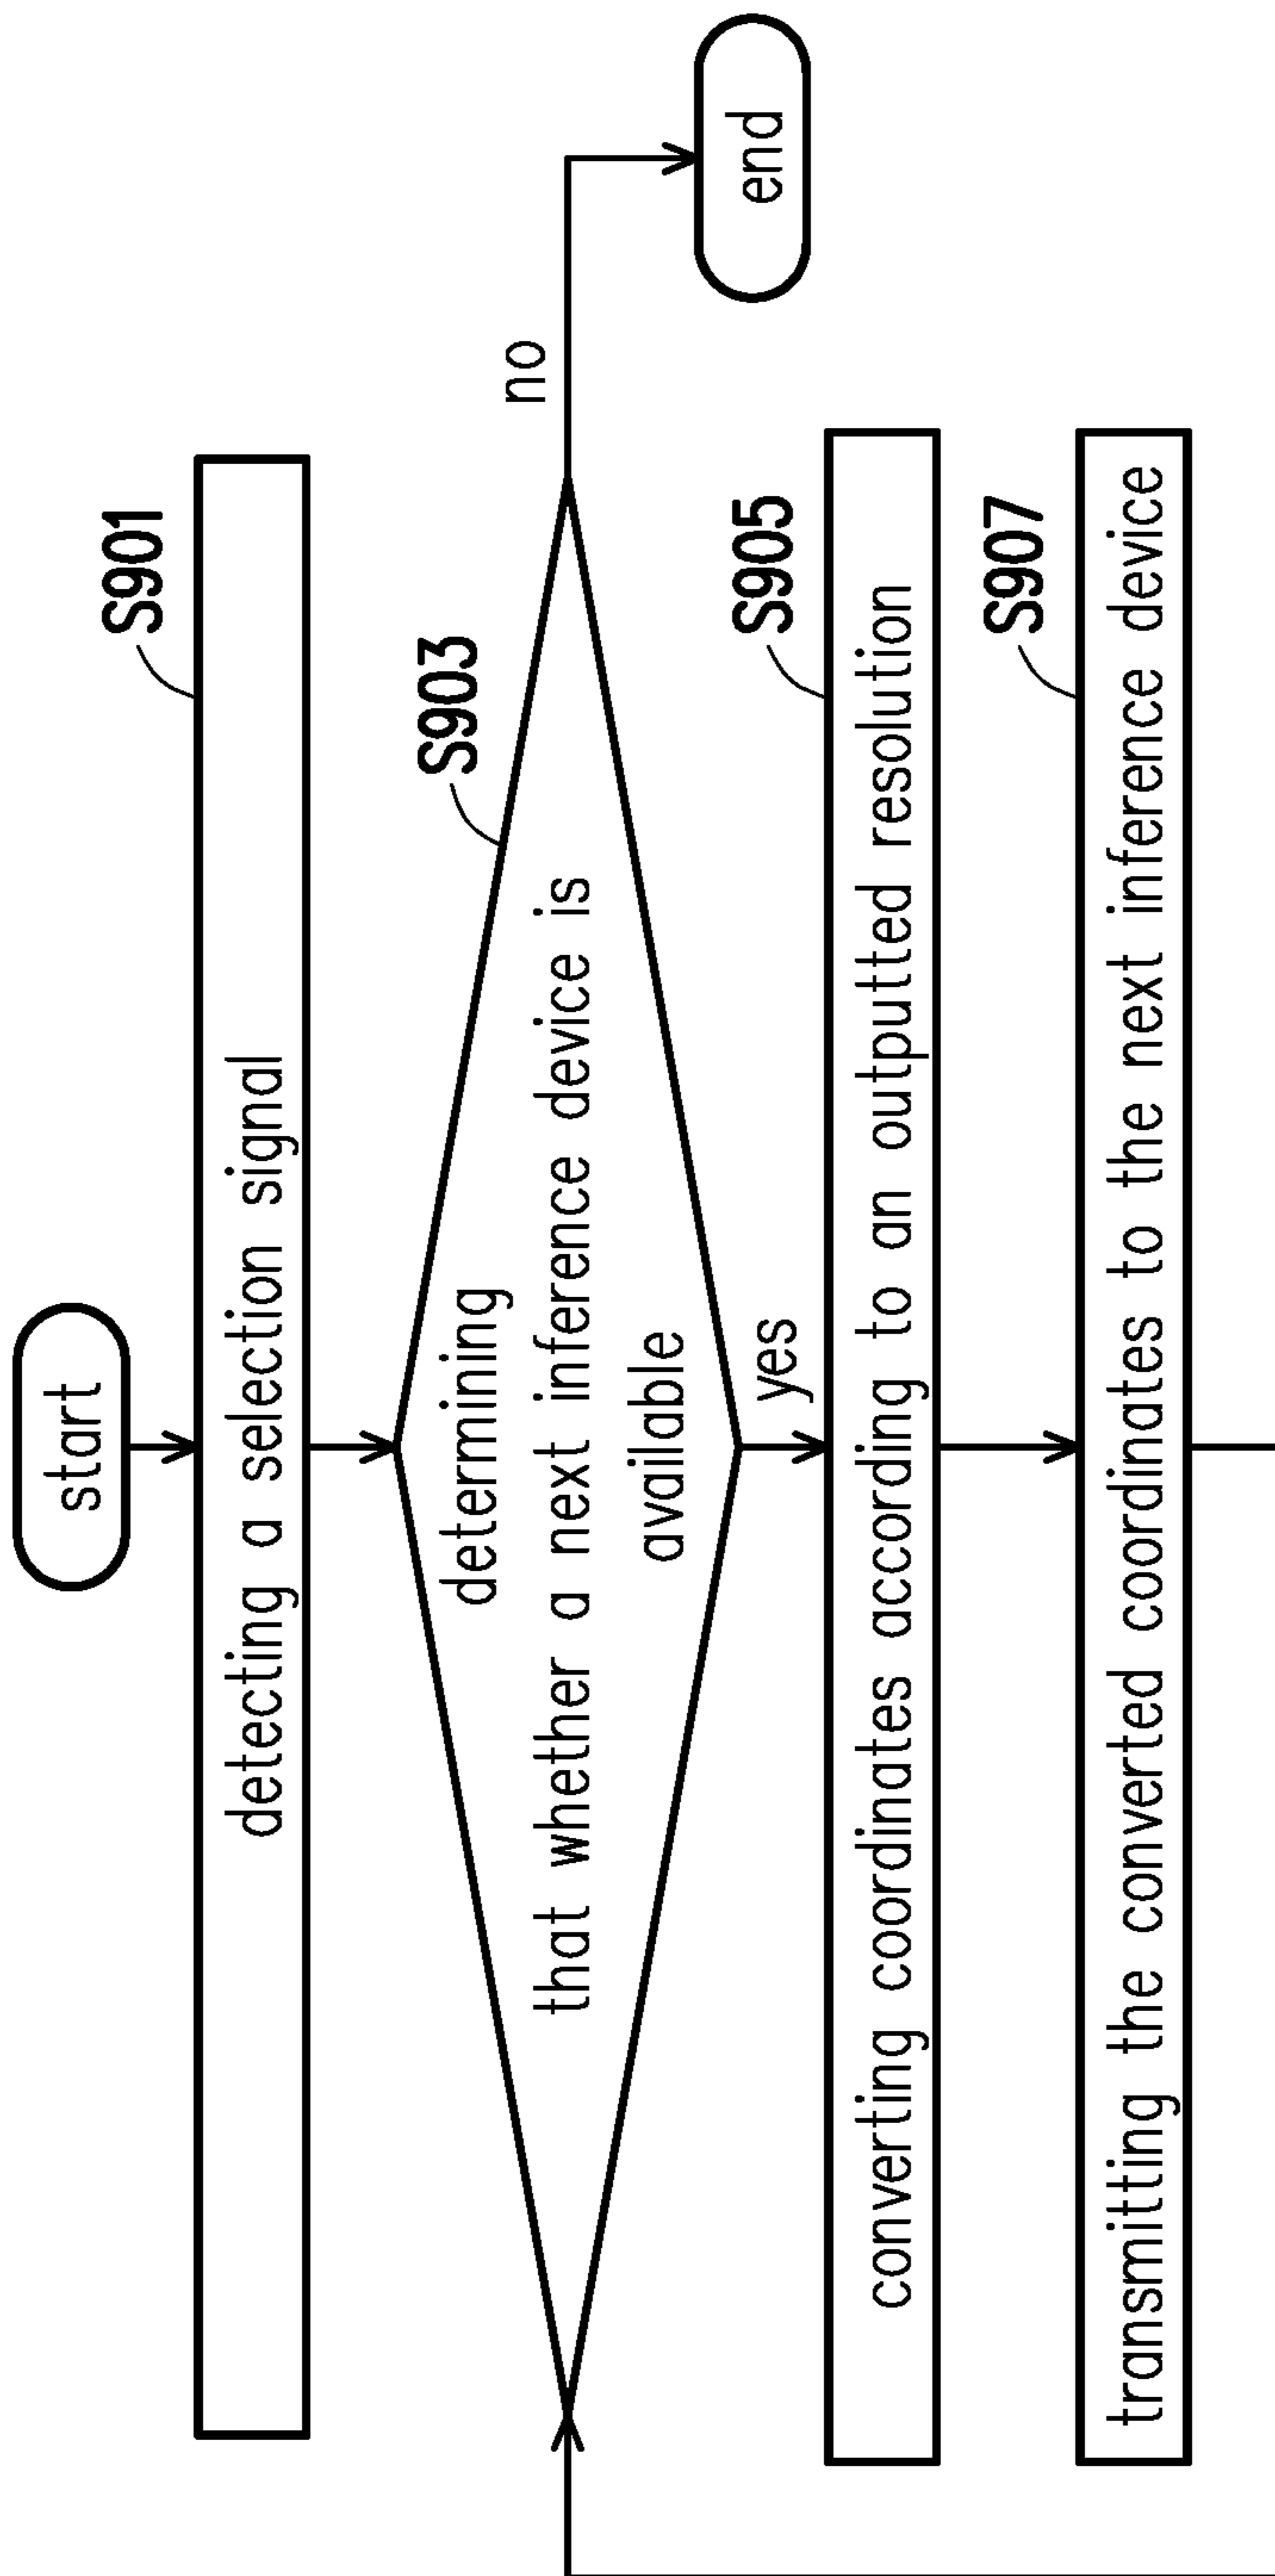 start
S901
detecting a selection signal
S903
determining
that whether a next inference device is
available
no
end
yes
S905
converting coordinates according to an outputted resolution
S907
transmitting the converted coordinates to the next inference device